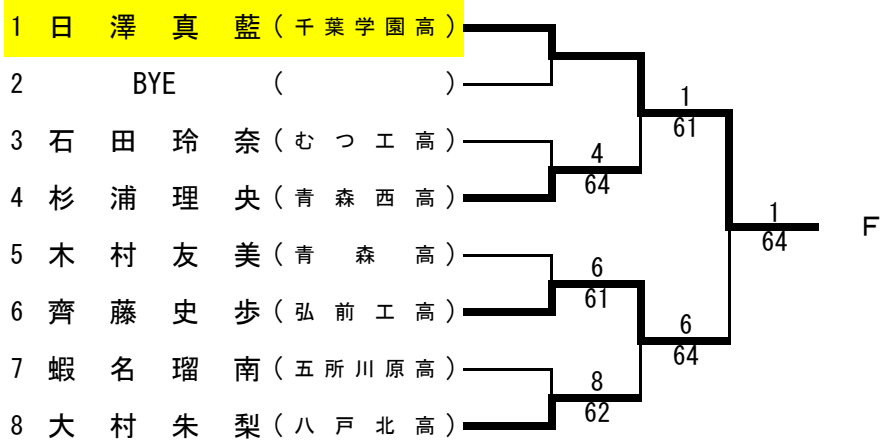 1 日澤真藍 (千葉学園高)
2 BYE ( )
3 石田玲奈 (むつ工高)
4 杉浦理央 (青森西高)
5 木村友美 (青森高)
6 齊藤史歩 (弘前工高)
7 蝦名瑠南 (五所川原高)
8 大村朱梨 (八戸北高)
4
64
6
61
8
62
1
61
6
64
1
64
F